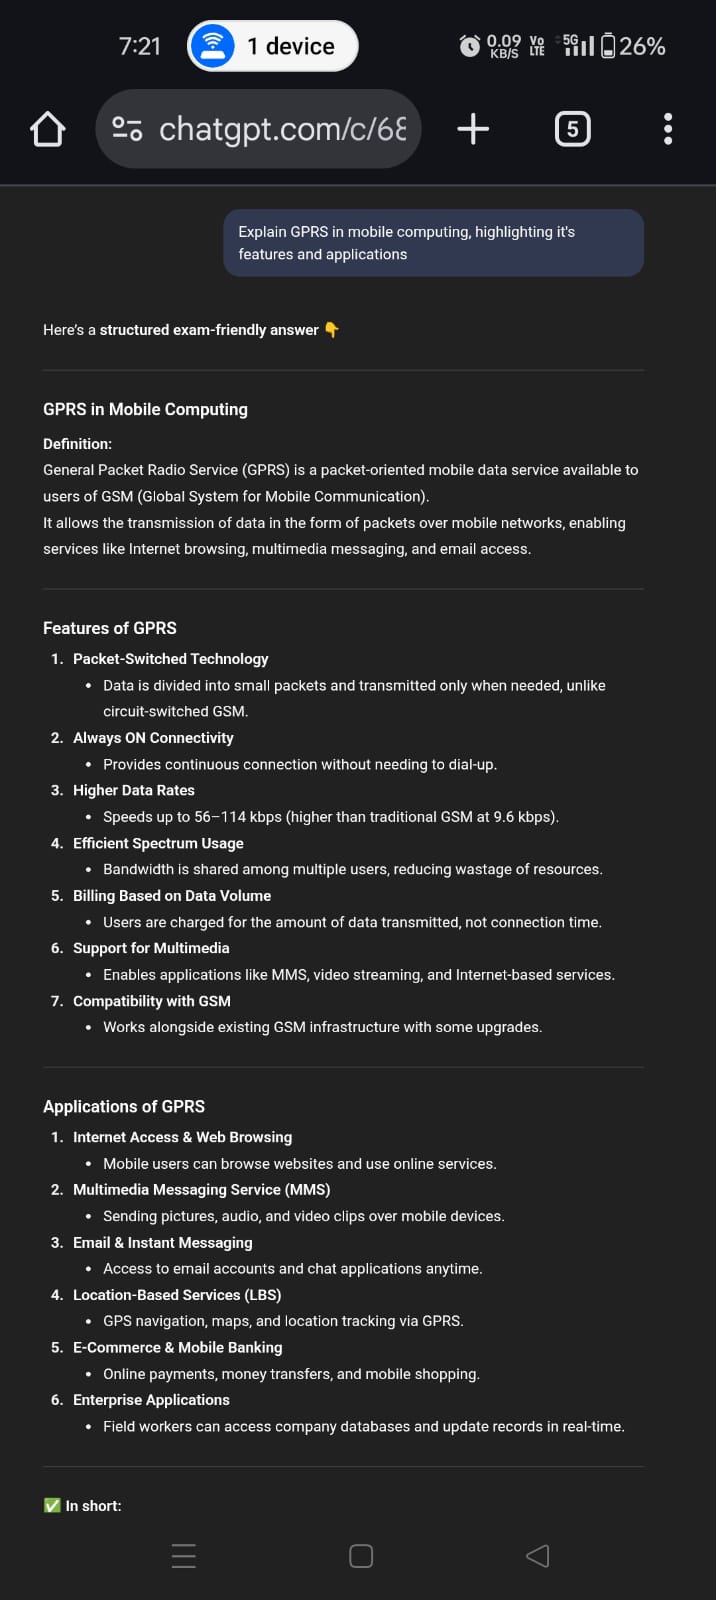 7:21
1 device
0.09
KB/S
Vo
LTE
5G
26%
chatgpt.com/c/68
5
Explain GPRS in mobile computing, highlighting it's
features and applications
Here's a structured exam-friendly answer 👇
GPRS in Mobile Computing
Definition:
General Packet Radio Service (GPRS) is a packet-oriented mobile data service available to
users of GSM (Global System for Mobile Communication).
It allows the transmission of data in the form of packets over mobile networks, enabling
services like Internet browsing, multimedia messaging, and email access.
Features of GPRS
1. Packet-Switched Technology
• Data is divided into small packets and transmitted only when needed, unlike
circuit-switched GSM.
2. Always ON Connectivity
• Provides continuous connection without needing to dial-up.
3. Higher Data Rates
• Speeds up to 56–114 kbps (higher than traditional GSM at 9.6 kbps).
4. Efficient Spectrum Usage
• Bandwidth is shared among multiple users, reducing wastage of resources.
5. Billing Based on Data Volume
• Users are charged for the amount of data transmitted, not connection time.
6. Support for Multimedia
• Enables applications like MMS, video streaming, and Internet-based services.
7. Compatibility with GSM
• Works alongside existing GSM infrastructure with some upgrades.
Applications of GPRS
1. Internet Access & Web Browsing
• Mobile users can browse websites and use online services.
2. Multimedia Messaging Service (MMS)
• Sending pictures, audio, and video clips over mobile devices.
3. Email & Instant Messaging
• Access to email accounts and chat applications anytime.
4. Location-Based Services (LBS)
• GPS navigation, maps, and location tracking via GPRS.
5. E-Commerce & Mobile Banking
• Online payments, money transfers, and mobile shopping.
6. Enterprise Applications
• Field workers can access company databases and update records in real-time.
✅ In short: